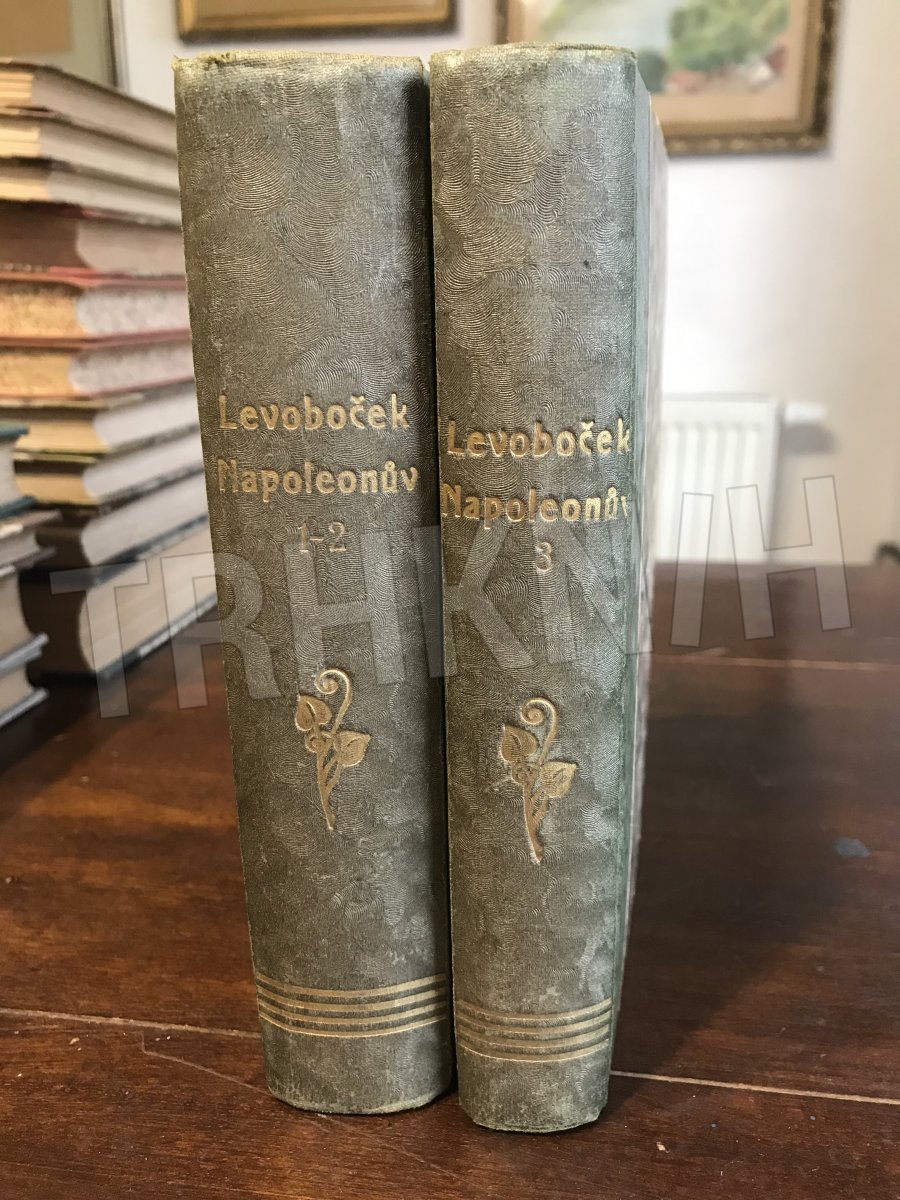 Levoboček
Napoleonův
1-2
Levoboček
Napoleonův
3
TRHKNIH